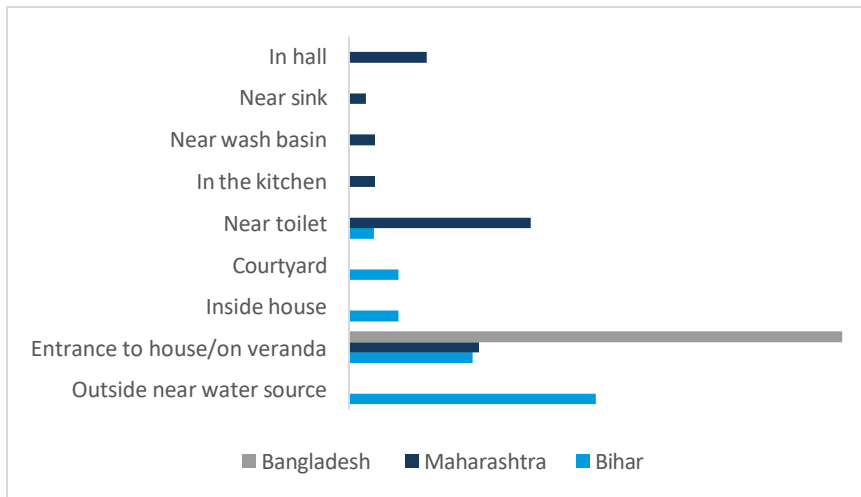 In hall
Near sink
Near wash basin
In the kitchen
Near toilet
Courtyard
Inside house
Entrance to house/on veranda
Outside near water source
Bangladesh Maharashtra Bihar